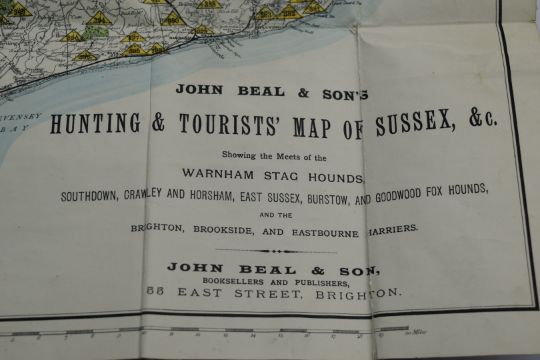 EVENSEY
BAY
JOHN BEAL & SON'S
HUNTING & TOURISTS' MAP OF SUSSEX, &c.
Showing the Meets of the
WARNHAM STAG HOUNDS,
SOUTHDOWN, CRAWLEY AND HORSHAM, EAST SUSSEX, BURSTOW, AND GOODWOOD FOX HOUNDS,
AND THE
BRIGHTON, BROOKSIDE, AND EASTBOURNE HARRIERS.
JOHN BEAL & SON,
BOOKSELLERS AND PUBLISHERS,
55 EAST STREET, BRIGHTON.